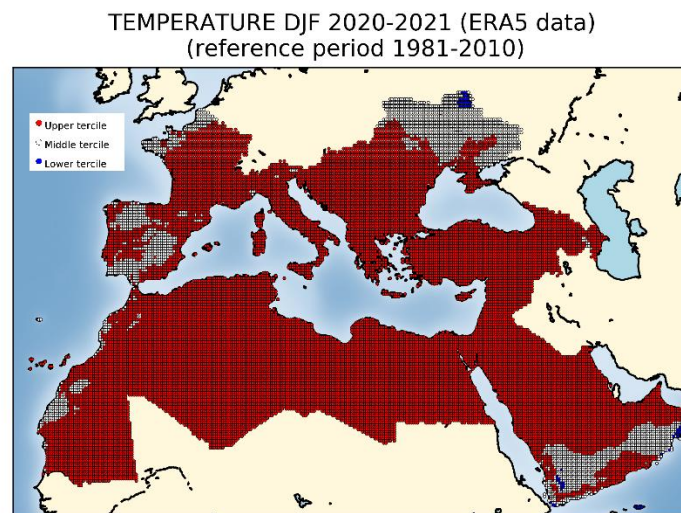 TEMPERATURE DJF 2020-2021 (ERA5 data)
(reference period 1981-2010)
Upper tercile
Middle tercile
Lower tercile